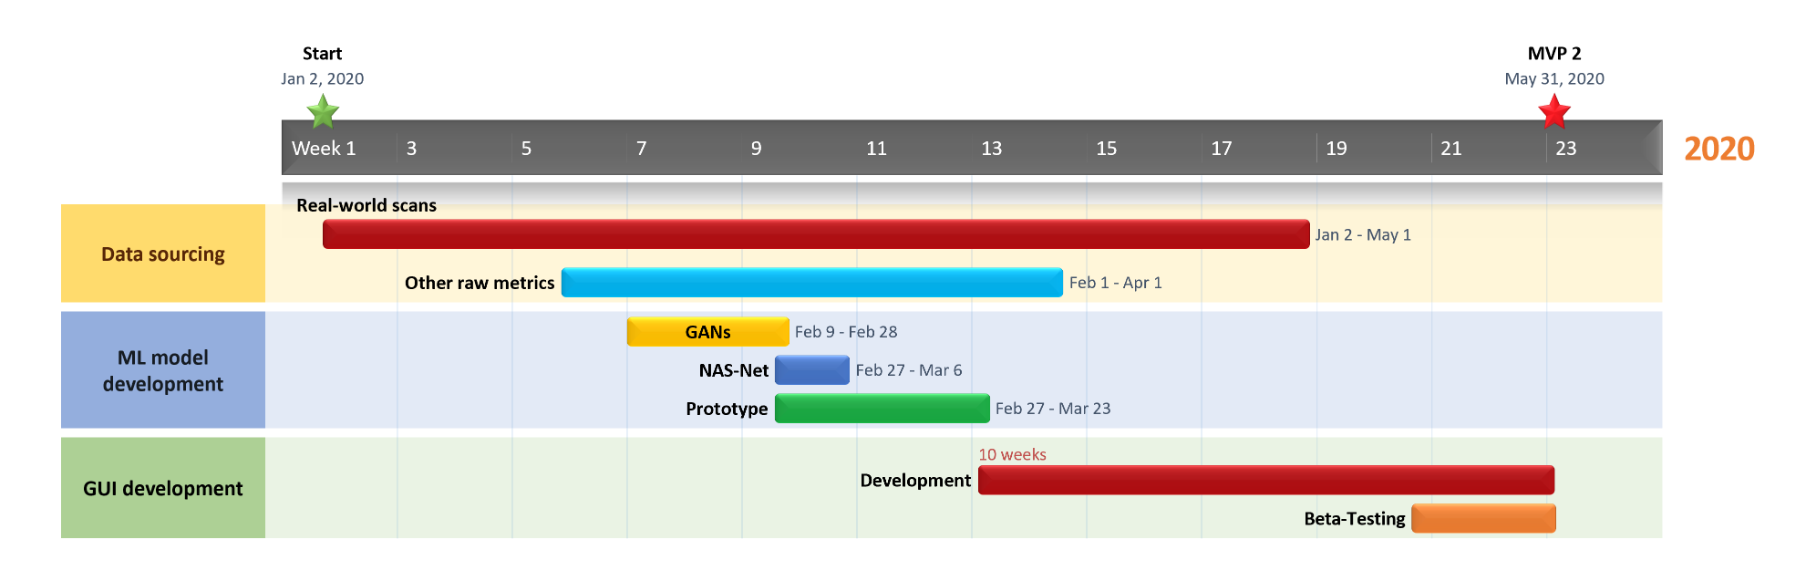 Start
Jan 2, 2020
MVP 2
May 31, 2020
Week 1 3 5 7 9 11 13 15 17 19 21 23
2020
Data sourcing
Real-world scans
Jan 2 - May 1
Other raw metrics
Feb 1 - Apr 1
ML model
development
GANs
Feb 9 - Feb 28
NAS-Net
Feb 27 - Mar 6
Prototype
Feb 27 - Mar 23
GUI development
10 weeks
Development
Beta-Testing